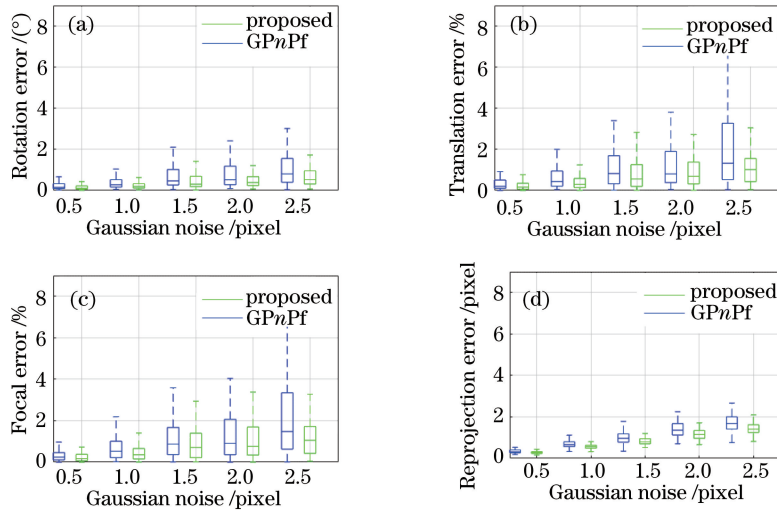 (a)
proposed
GPnPf
8
6
4
2
0
Rotation error /(°)
0.5 1.0 1.5 2.0 2.5
Gaussian noise /pixel
(b)
proposed
GPnPf
8
6
4
2
0
Translation error /%
0.5 1.0 1.5 2.0 2.5
Gaussian noise /pixel
(c)
proposed
GPnPf
8
6
4
2
0
Focal error /%
0.5 1.0 1.5 2.0 2.5
Gaussian noise /pixel
(d)
proposed
GPnPf
8
6
4
2
0
Reprojection error /pixel
0.5 1.0 1.5 2.0 2.5
Gaussian noise /pixel